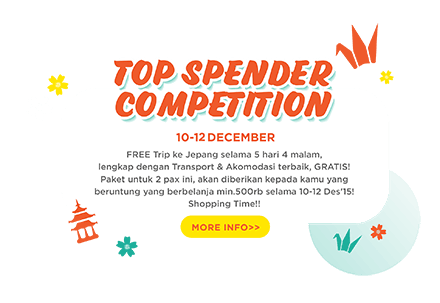 TOP SPENDER
COMPETITION
10-12 DECEMBER
FREE Trip ke Jepang selama 5 hari 4 malam,
lengkap dengan Transport & Akomodasi terbaik, GRATIS!
Paket untuk 2 pax ini, akan diberikan kepada kamu yang
beruntung yang berbelanja min.500rb selama 10-12 Des'15!
Shopping Time!!
MORE INFO>>